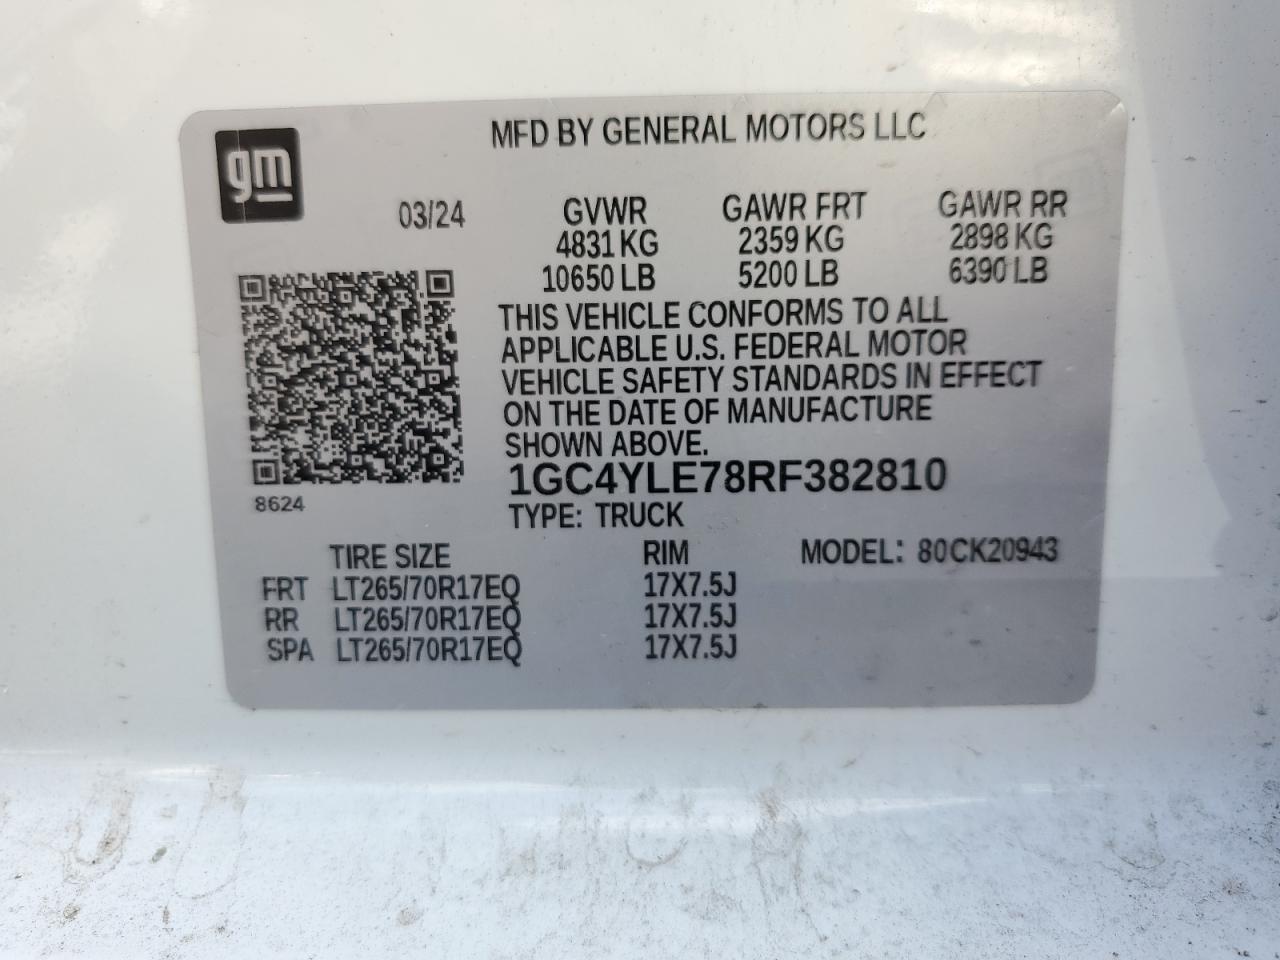 MFD BY GENERAL MOTORS LLC
gm
03/24 GVWR GAWR FRT GAWR RR
4831 KG 2359 KG 2898 KG
10650 LB 5200 LB 6390 LB
THIS VEHICLE CONFORMS TO ALL
APPLICABLE U.S. FEDERAL MOTOR
VEHICLE SAFETY STANDARDS IN EFFECT
ON THE DATE OF MANUFACTURE
SHOWN ABOVE.
1GC4YLE78RF382810
8624
TYPE: TRUCK
TIRE SIZE RIM MODEL: 80CK20943
FRT LT265/70R17EQ 17X7.5J
RR LT265/70R17EQ 17X7.5J
SPA LT265/70R17EQ 17X7.5J